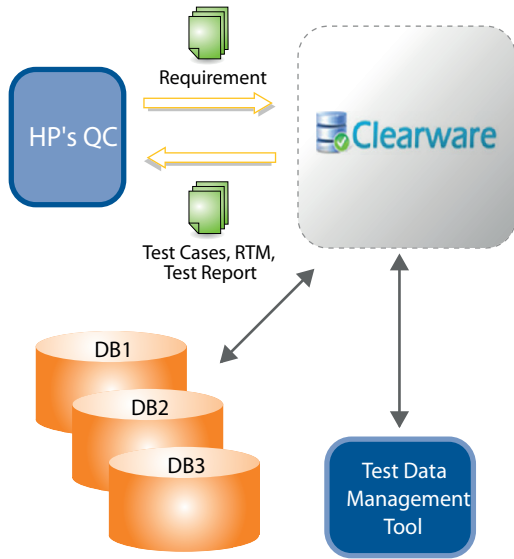 Requirement
HP's QC
Clearware
Test Cases, RTM,
Test Report
DB1
DB2
DB3
Test Data
Management
Tool